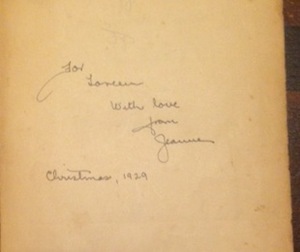 For
Loreen
With love
from
Jeanne
Christmas, 1929